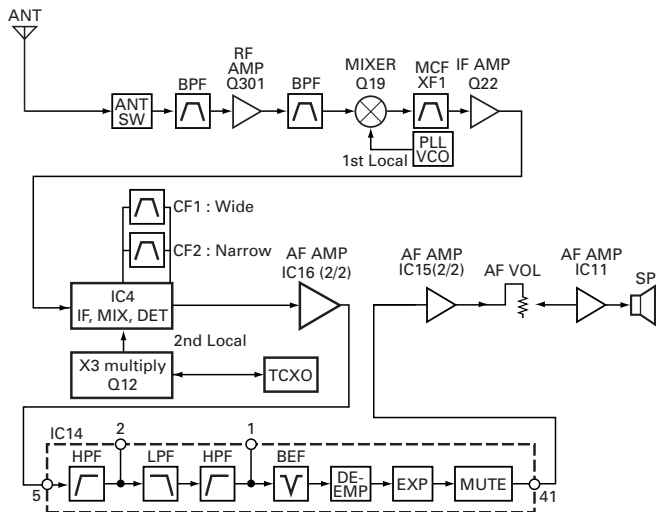 ANT
ANT
SW
BPF
RF
AMP
Q301
BPF
MIXER
Q19
MCF
XF1
IF AMP
Q22
1st Local
PLL
VCO
CF1 : Wide
CF2 : Narrow
IC4
IF, MIX, DET
AF AMP
IC16 (2/2)
AF AMP
IC15(2/2)
AF VOL
AF AMP
IC11
SP
2nd Local
X3 multiply
Q12
TCXO
IC14
2
1
HPF
LPF
HPF
BEF
5
DE-
EMP
EXP
MUTE
41